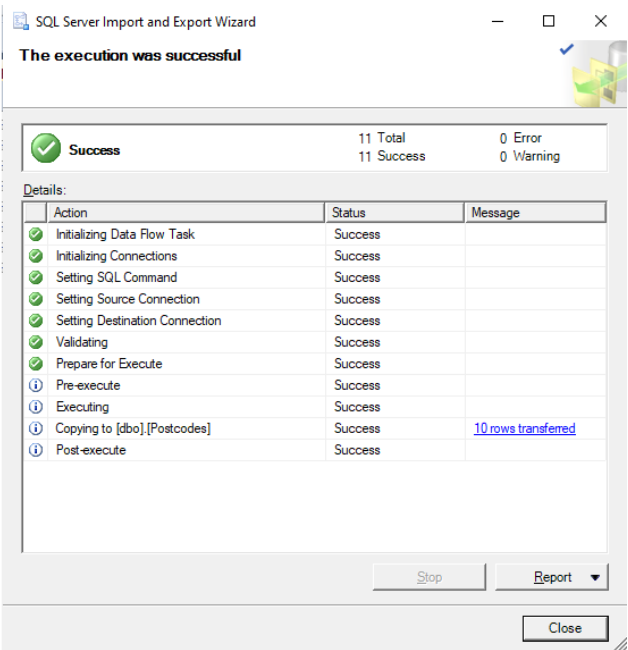 SQL Server Import and Export Wizard
The execution was successful
Success 11 Total 0 Error
11 Success 0 Warning
Details:
Action Status Message
Initializing Data Flow Task Success
Initializing Connections Success
Setting SQL Command Success
Setting Source Connection Success
Setting Destination Connection Success
Validating Success
Prepare for Execute Success
Pre-execute Success
Executing Success
Copying to [dbo].[Postcodes] Success 10 rows transferred
Post-execute Success
Stop Report
Close